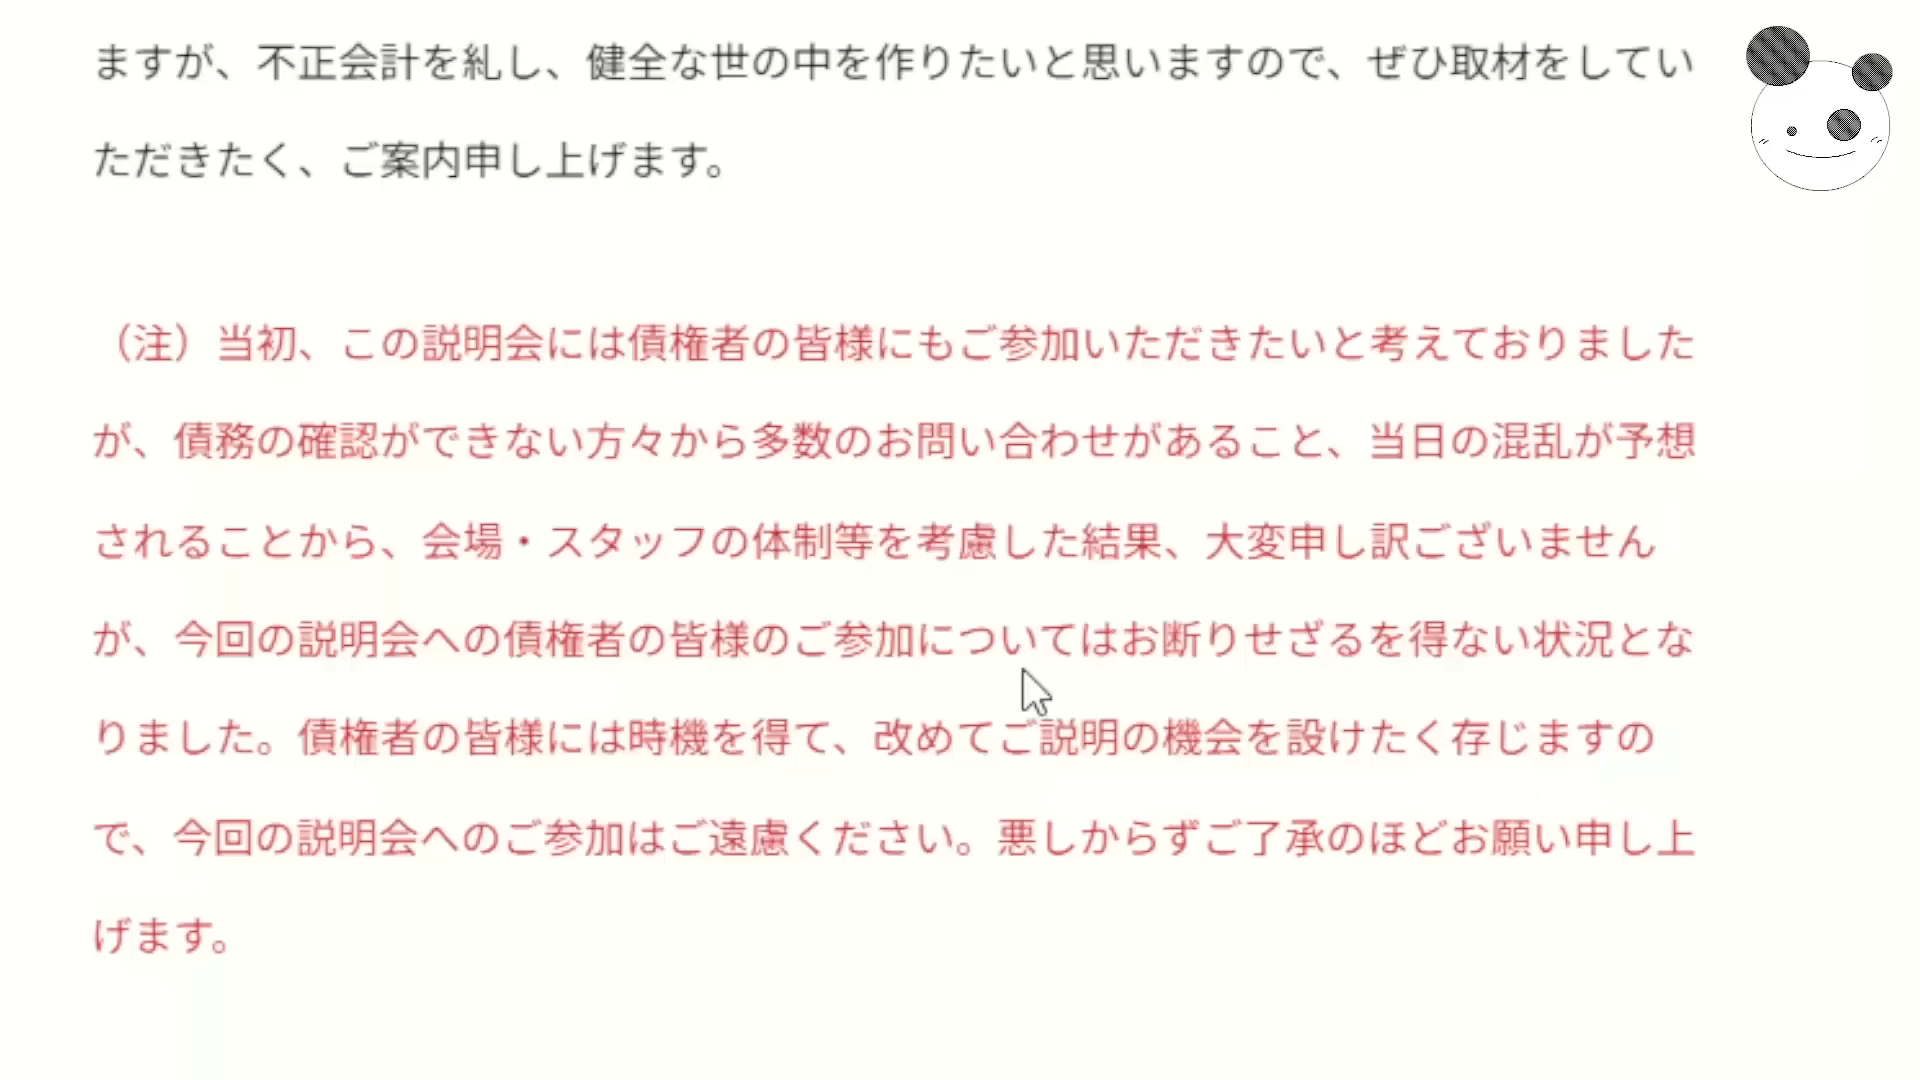 ますが、不正会計を糺し、健全な世の中を作りたいと思いますので、ぜひ取材をしてい
ただきたく、ご案内申し上げます。
（注）当初、この説明会には債権者の皆様にもご参加いただきたいと考えておりました
が、債務の確認ができない方々から多数のお問い合わせがあること、当日の混乱が予想
されることから、会場・スタッフの体制等を考慮した結果、大変申し訳ございません
が、今回の説明会への債権者の皆様のご参加についてはお断りせざるを得ない状況とな
りました。債権者の皆様には時機を得て、改めてご説明の機会を設けたく存じますの
で、今回の説明会へのご参加はご遠慮ください。悪しからずご了承のほどお願い申し上
げます。